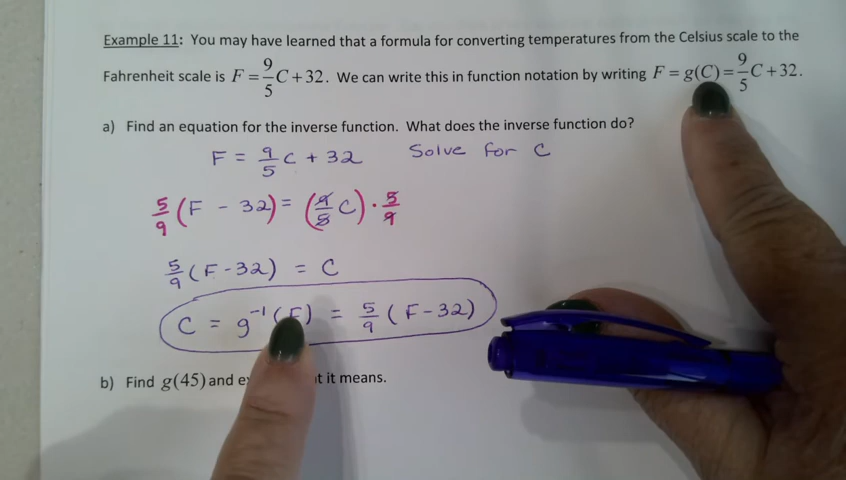 Example 11: You may have learned that a formula for converting temperatures from the Celsius scale to the
Fahrenheit scale is F = 9/5 C + 32. We can write this in function notation by writing F = g(C) = 9/5 C + 32.
a) Find an equation for the inverse function. What does the inverse function do?
F = 9/5 C + 32 Solve for C
5/9 (F - 32) = (9/5 C) · 5/9
5/9 (F - 32) = C
C = g⁻¹(F) = 5/9 (F - 32)
b) Find g(45) and it means.